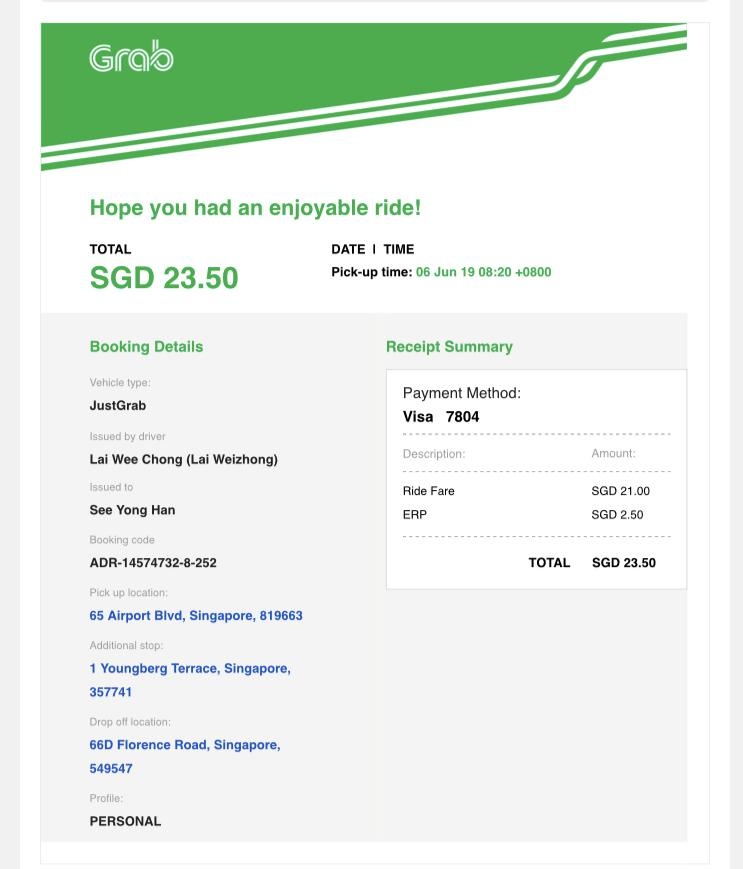 Grab
Hope you had an enjoyable ride!
TOTAL
SGD 23.50
DATE | TIME
Pick-up time: 06 Jun 19 08:20 +0800
Booking Details
Vehicle type:
JustGrab
Issued by driver
Lai Wee Chong (Lai Weizhong)
Issued to
See Yong Han
Booking code
ADR-14574732-8-252
Pick up location:
65 Airport Blvd, Singapore, 819663
Additional stop:
1 Youngberg Terrace, Singapore,
357741
Drop off location:
66D Florence Road, Singapore,
549547
Profile:
PERSONAL
Receipt Summary
Payment Method:
Visa 7804
Description: Amount:
Ride Fare SGD 21.00
ERP SGD 2.50
TOTAL SGD 23.50